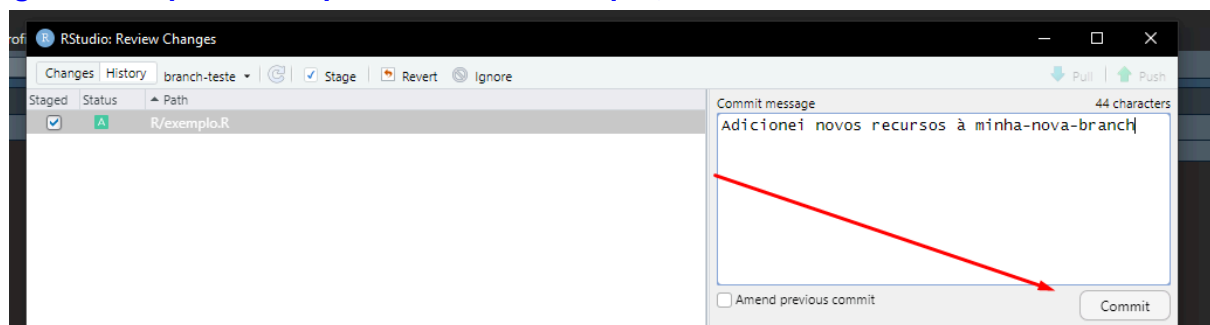 rofi
R RStudio: Review Changes
Changes History branch-teste Stage Revert Ignore Pull Push
Staged Status Path
Commit message 44 characters
A R/exemplo.R
Adicionei novos recursos à minha-nova-branch
Amend previous commit
Commit